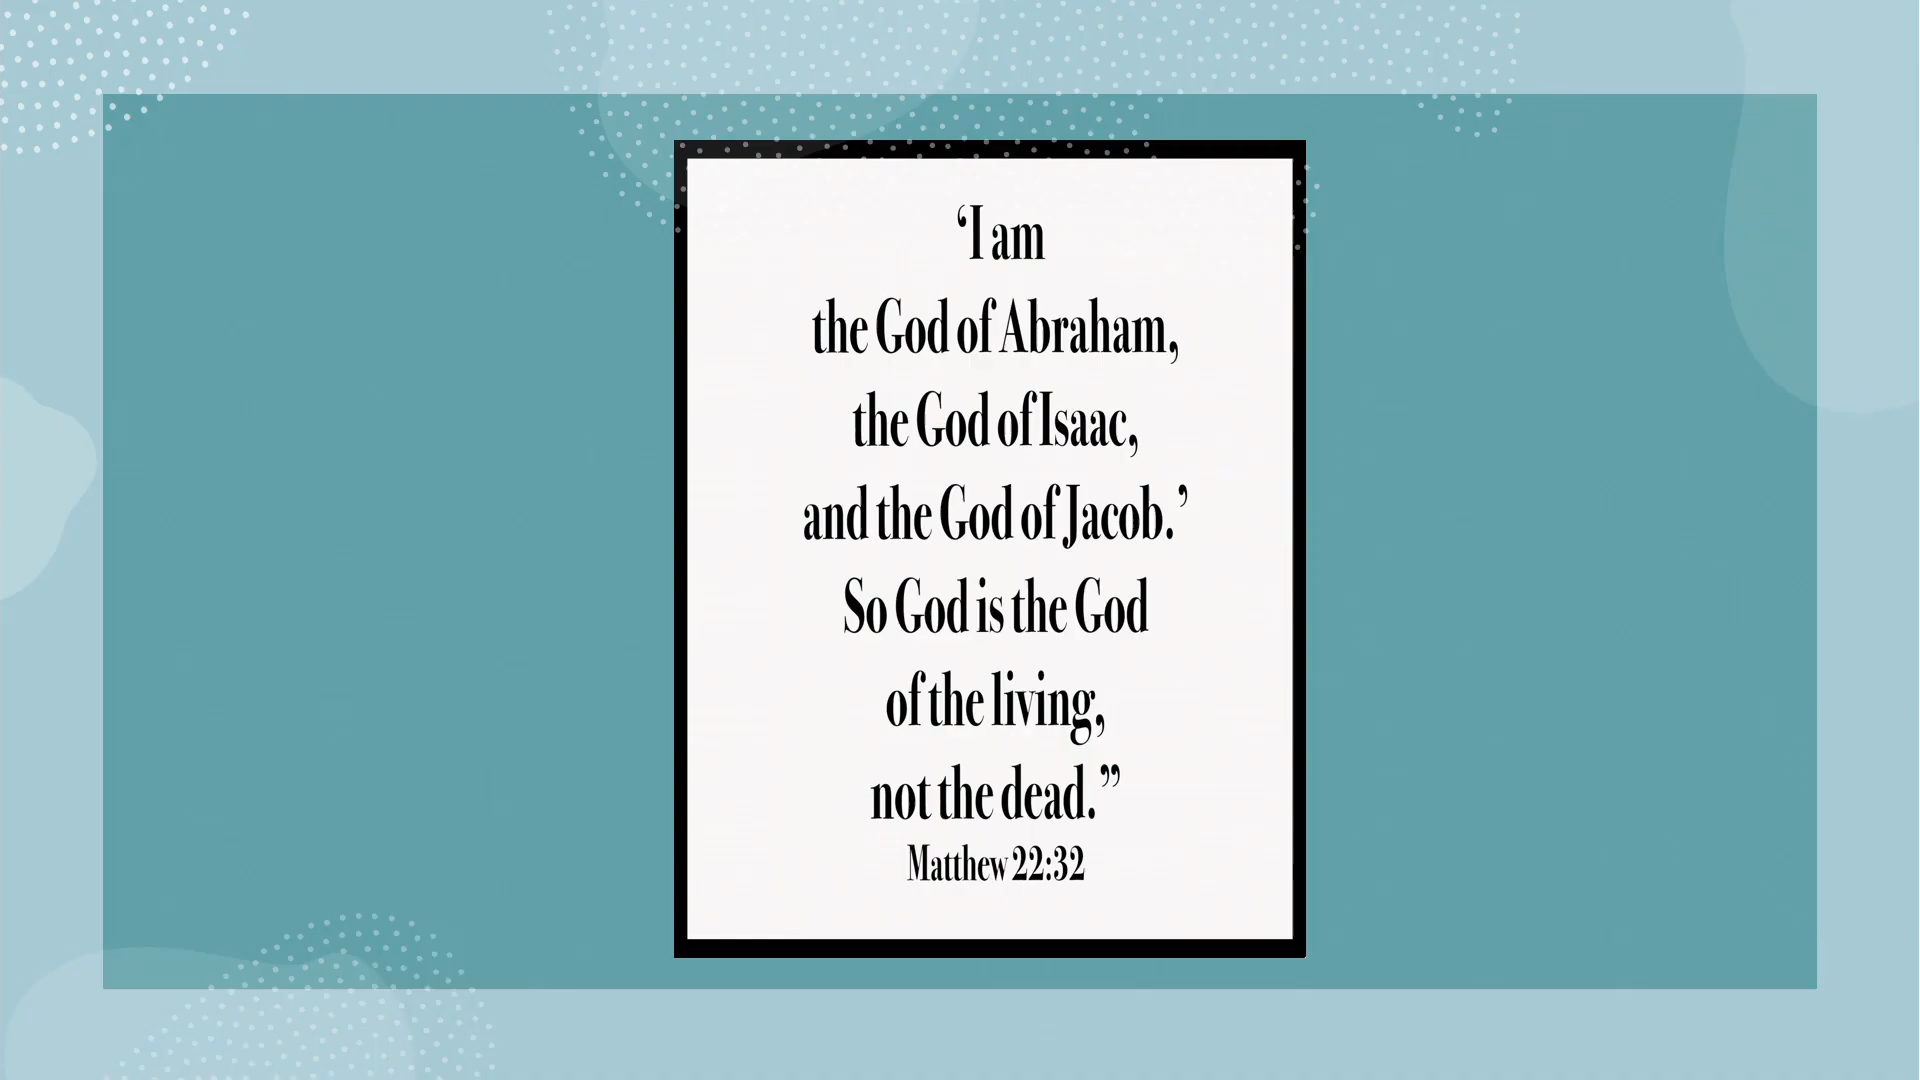 ‘I am
the God of Abraham,
the God of Isaac,
and the God of Jacob.’
So God is the God
of the living,
not the dead.”
Matthew 22:32